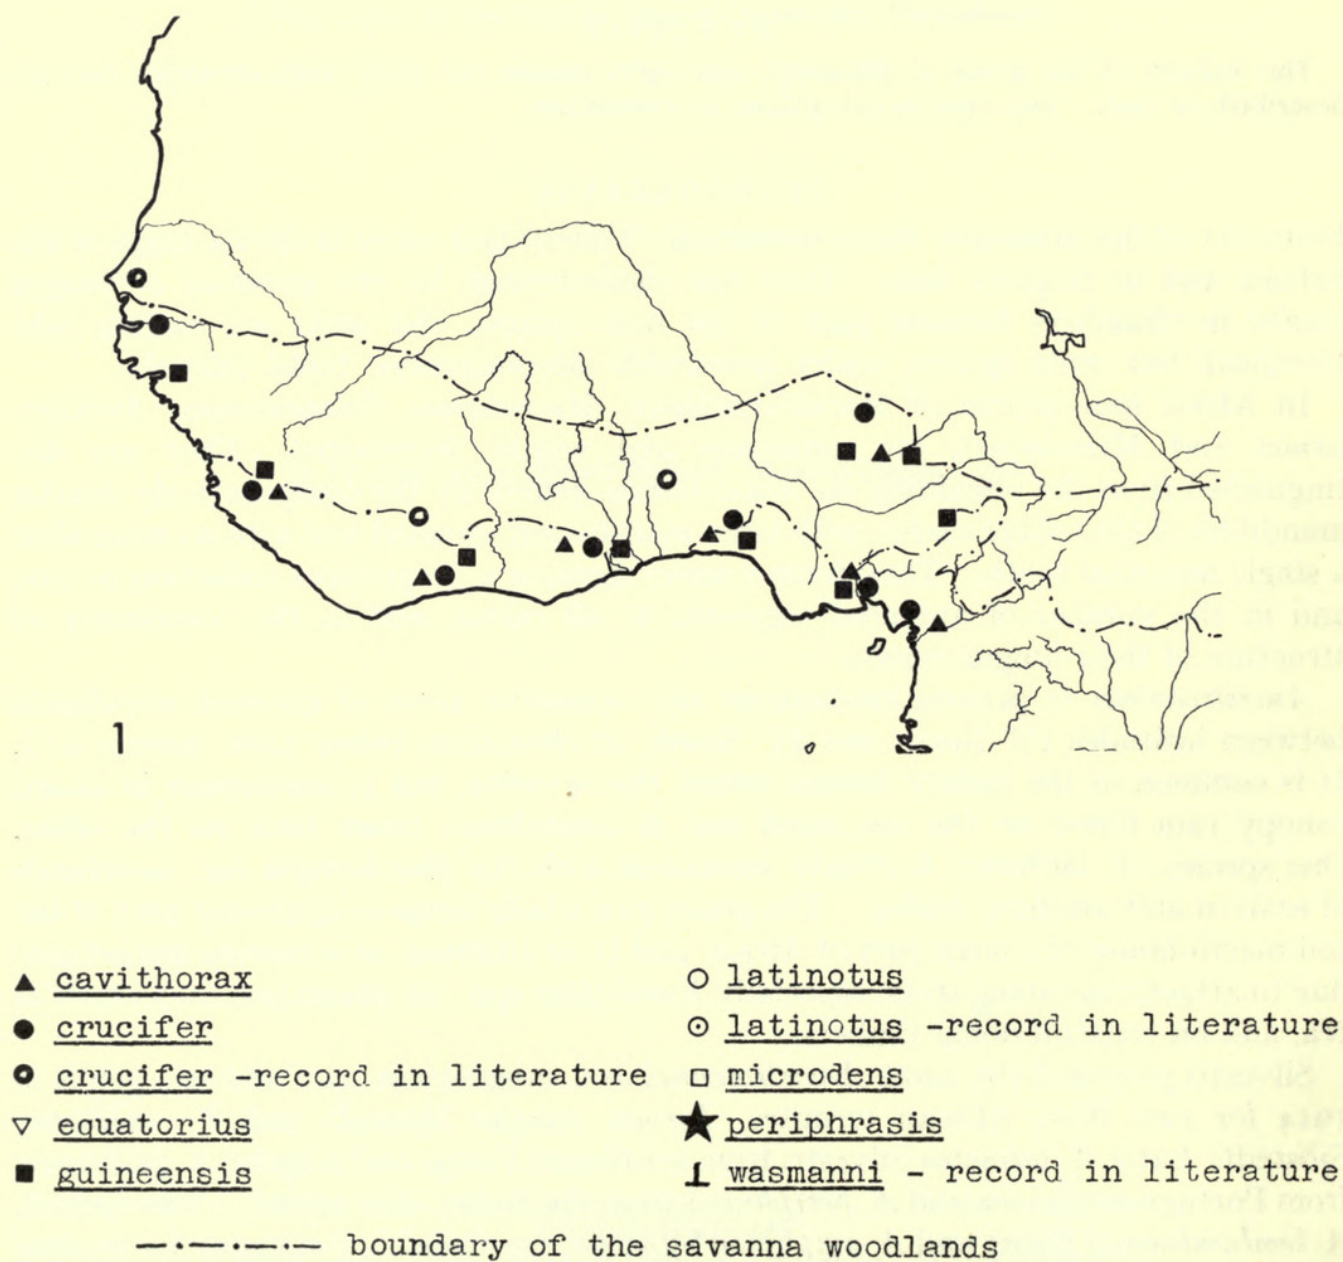 1
cavithorax
crucifer
crucifer -record in literature
equatorius
guineensis
latinotus
latinotus -record in literature
microdens
periphrasis
wasmanni - record in literature
boundary of the savanna woodlands